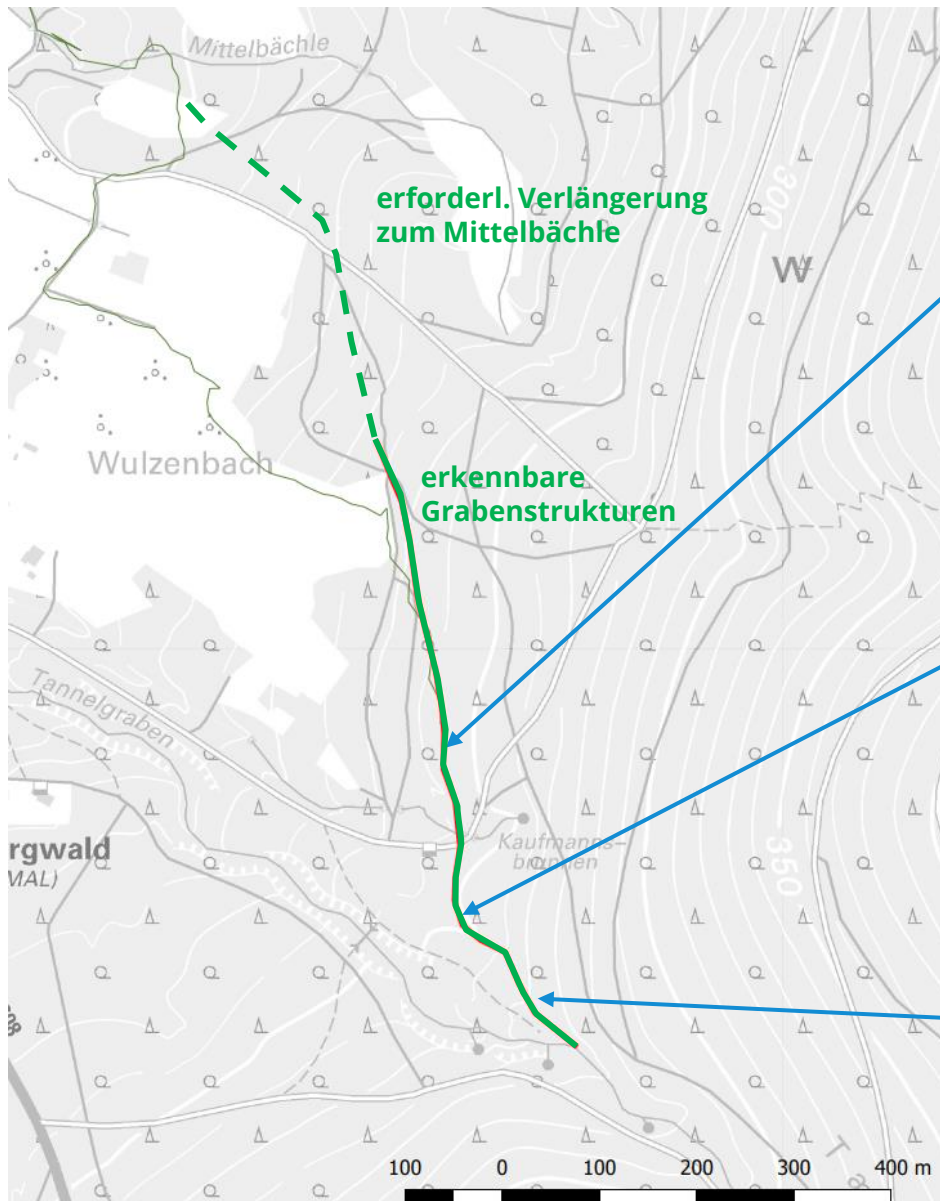 Mittelbächle
erforderl. Verlängerung
zum Mittelbächle
300
W
Wulzenbach
erkennbare
Grabenstrukturen
Tannelgraben
rgwald
MAL)
Kaufmanns-
brunnen
350
T a
100 0 100 200 300 400 m